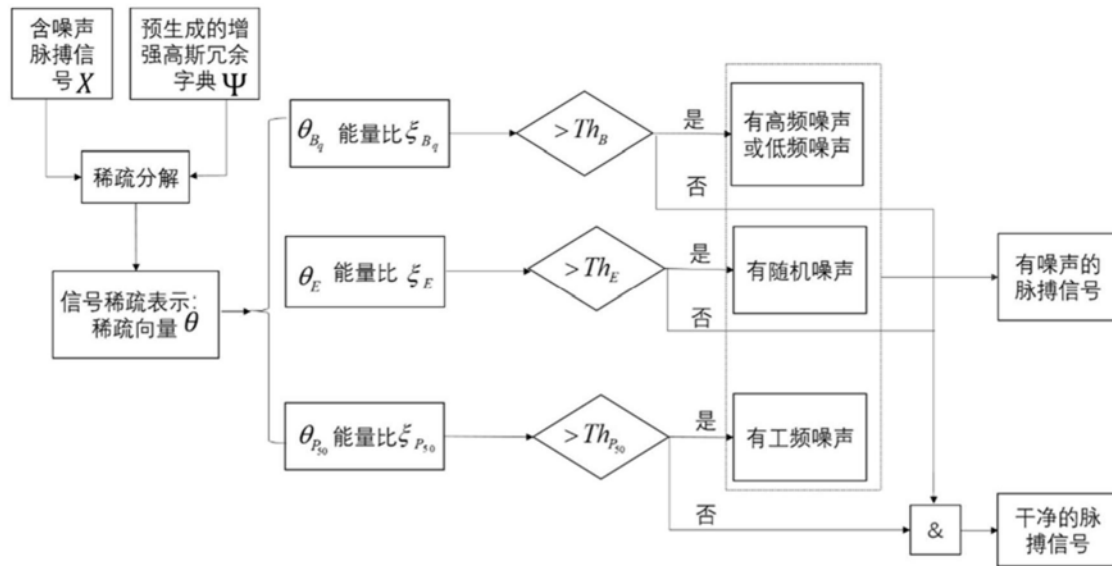 含噪声
脉搏信
号X
预生成的增
强高斯冗余
字典Ψ
稀疏分解
信号稀疏表示:
稀疏向量θ
θ_{B_q} 能量比ξ_{B_q}
>Th_B
是
否
有高频噪声
或低频噪声
θ_E 能量比 ξ_E
>Th_E
是
否
有随机噪声
有噪声的
脉搏信号
θ_{P_{50}} 能量比ξ_{P_{50}}
>Th_{P_{50}}
是
否
有工频噪声
&
干净的脉
搏信号